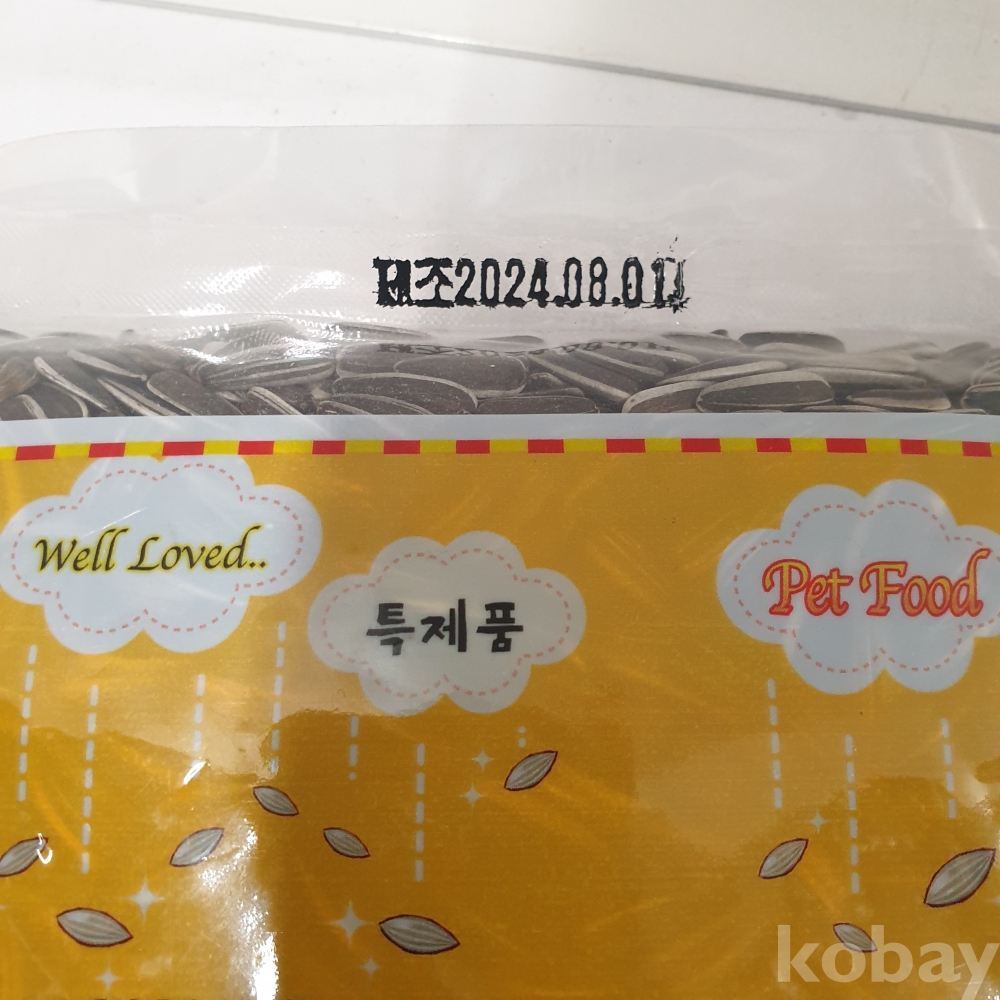 제조2024.08.01
Well Loved..
특제품
Pet Food
kobay